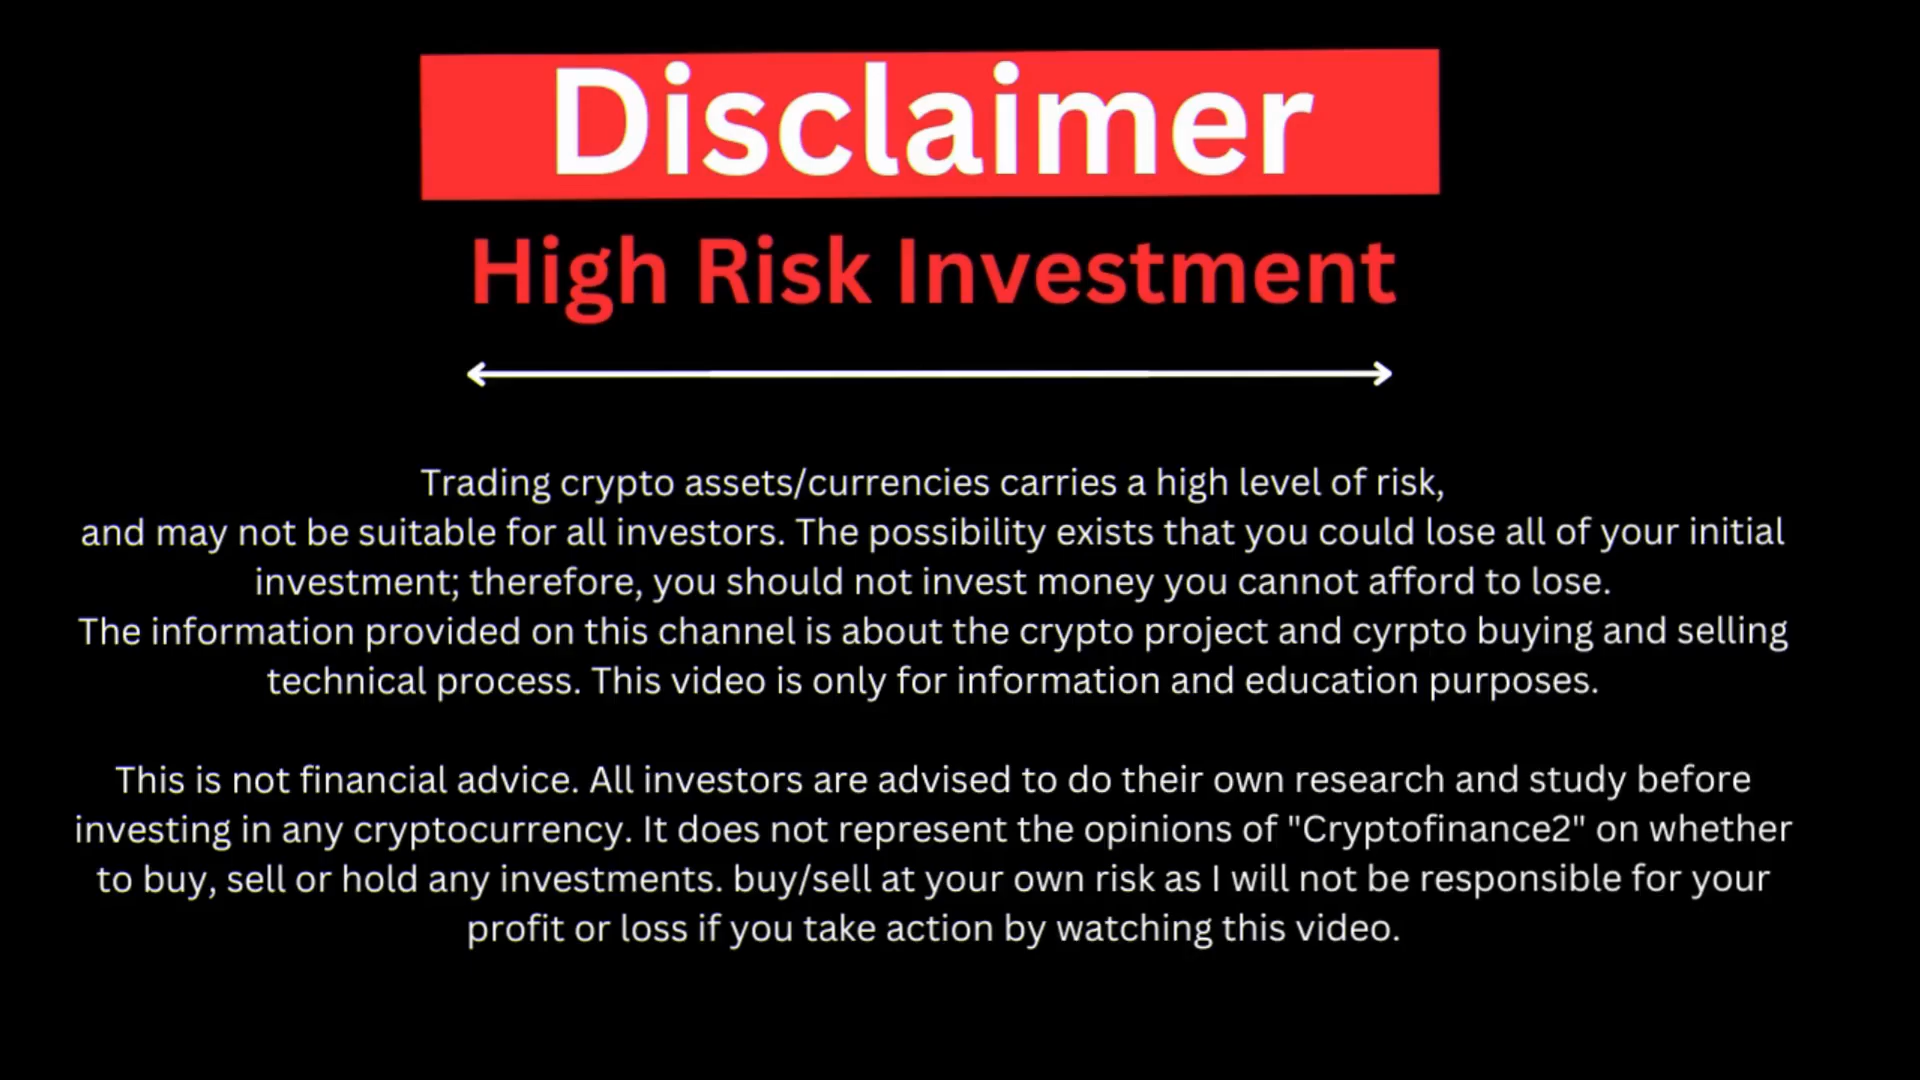 Disclaimer
High Risk Investment
Trading crypto assets/currencies carries a high level of risk,
and may not be suitable for all investors. The possibility exists that you could lose all of your initial
investment; therefore, you should not invest money you cannot afford to lose.
The information provided on this channel is about the crypto project and cyrpto buying and selling
technical process. This video is only for information and education purposes.
This is not financial advice. All investors are advised to do their own research and study before
investing in any cryptocurrency. It does not represent the opinions of "Cryptofinance2" on whether
to buy, sell or hold any investments. buy/sell at your own risk as I will not be responsible for your
profit or loss if you take action by watching this video.